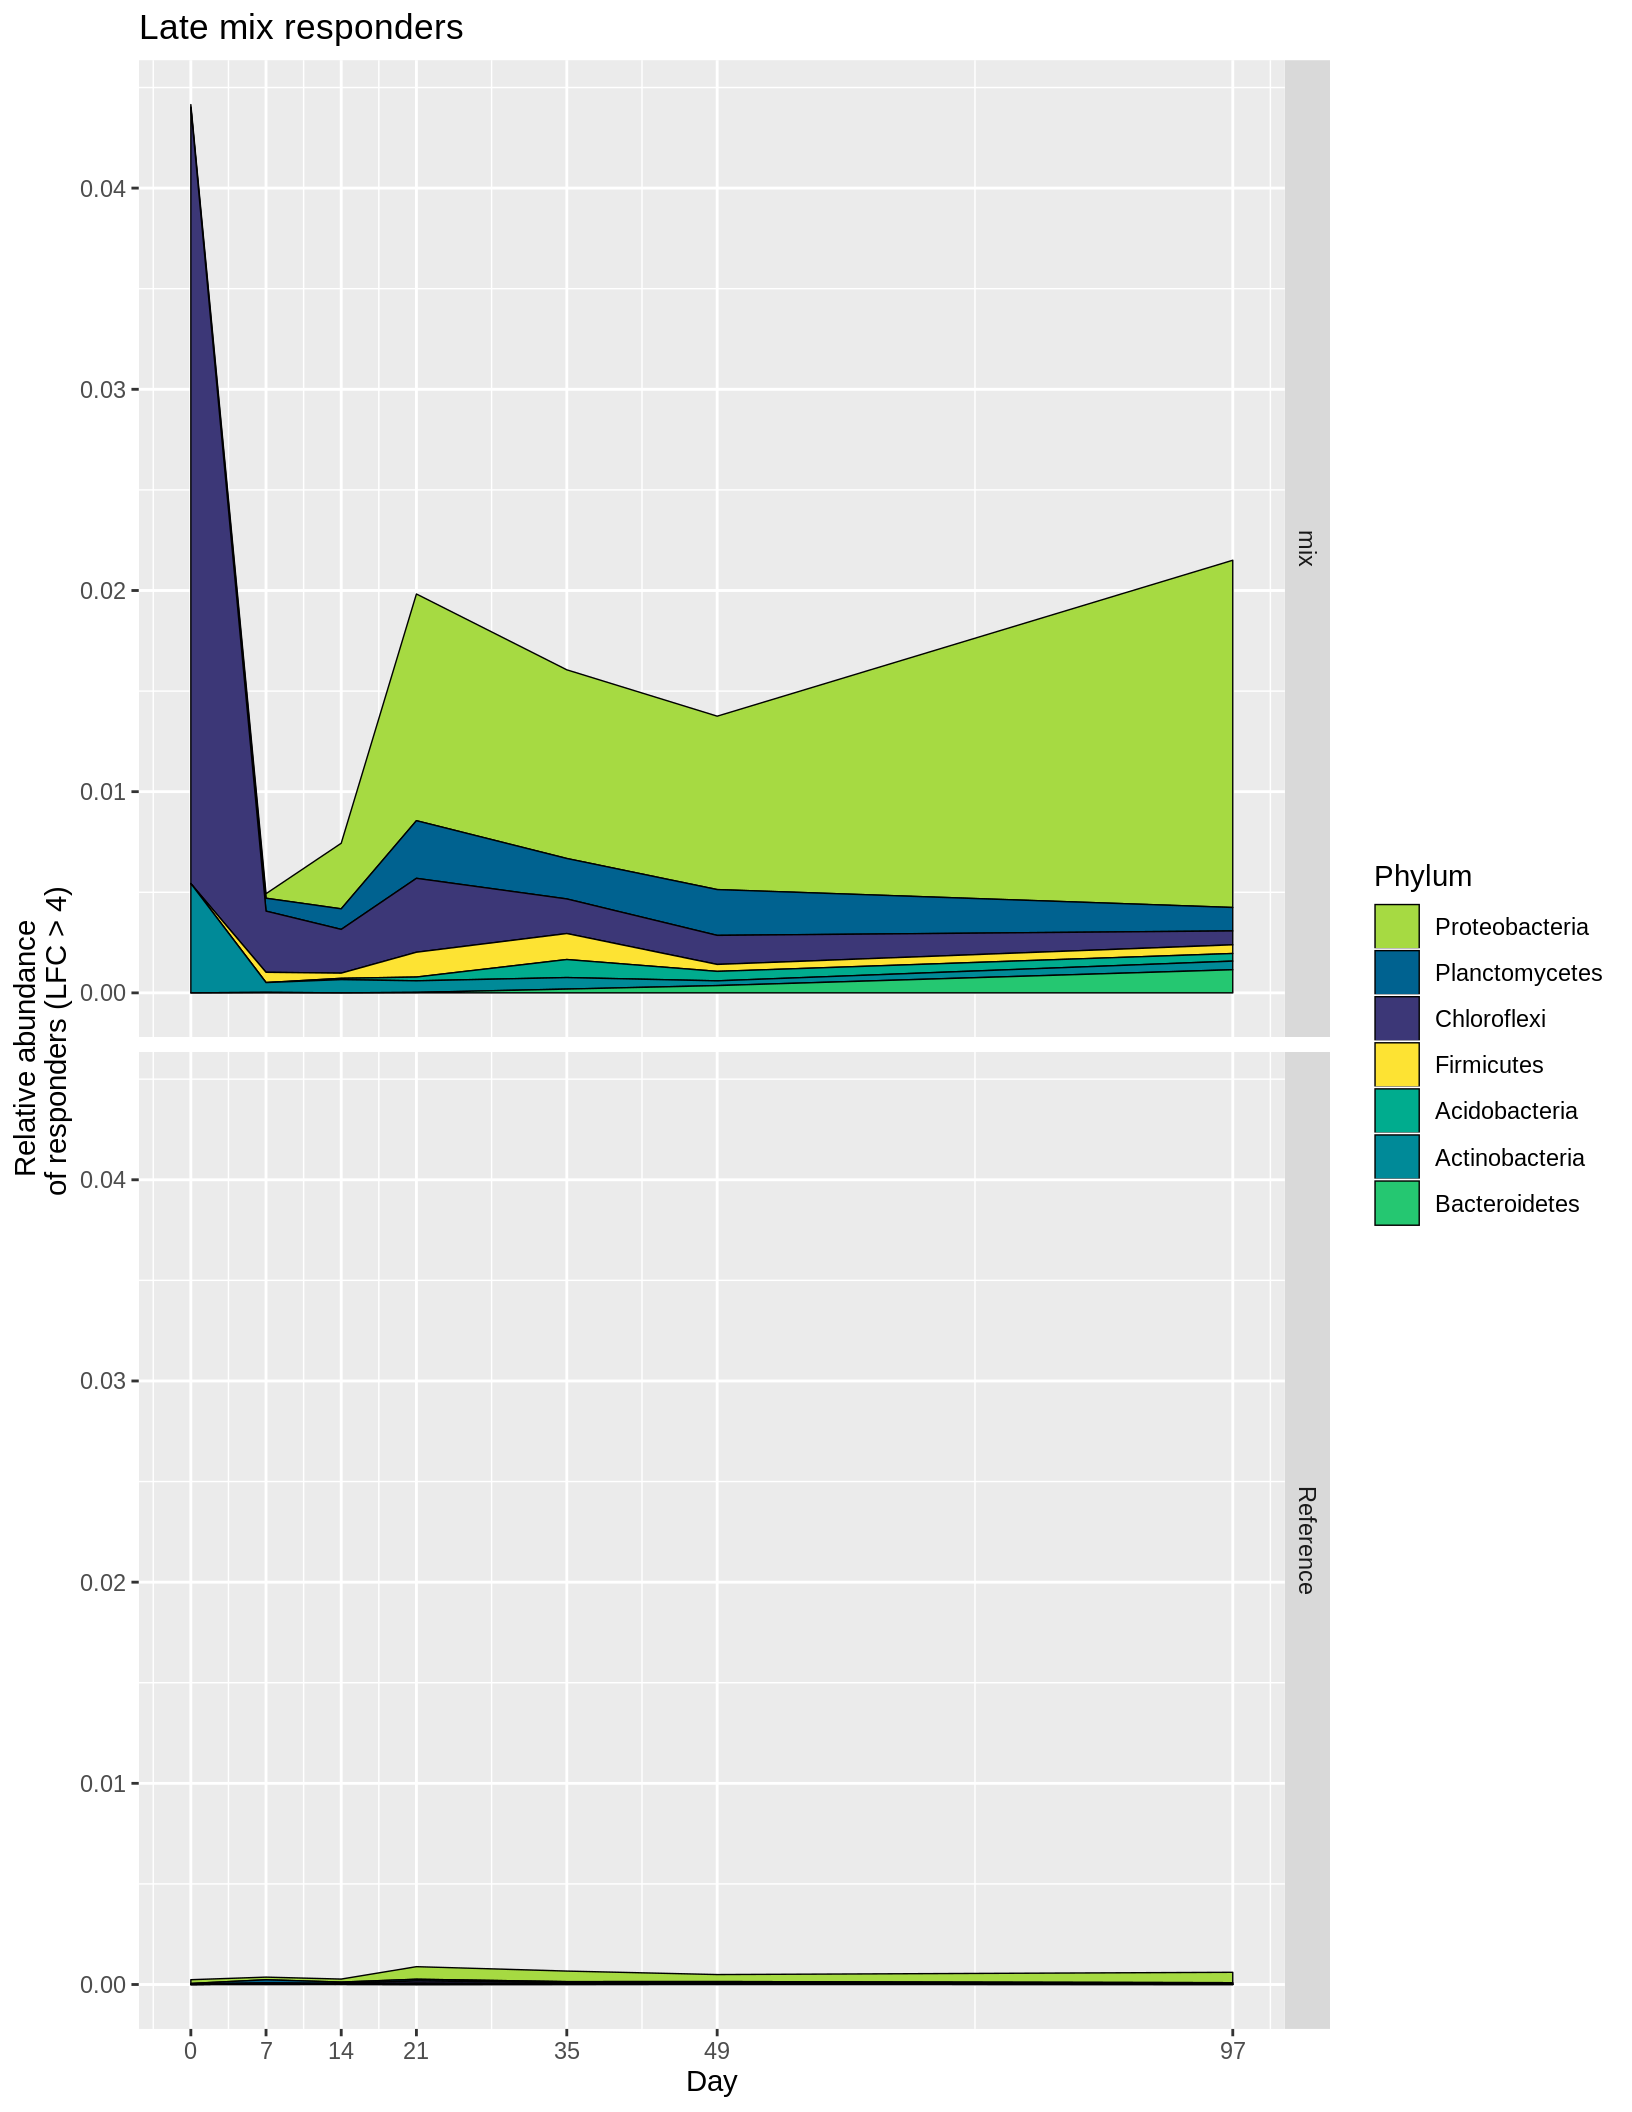 Late mix responders
Relative abundance
of responders (LFC > 4)
0.04
0.03
0.02
0.01
0.00
mix
0.04
0.03
0.02
0.01
0.00
Reference
0 7 14 21 35 49 97
Day
Phylum
Proteobacteria
Planctomycetes
Chloroflexi
Firmicutes
Acidobacteria
Actinobacteria
Bacteroidetes